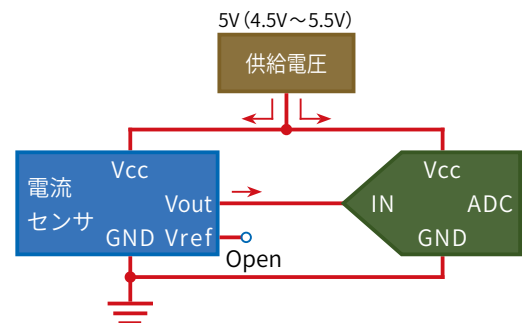 5V(4.5V～5.5V)
供給電圧
Vcc
電流
センサ
Vout
GND Vref
Open
Vcc
IN ADC
GND